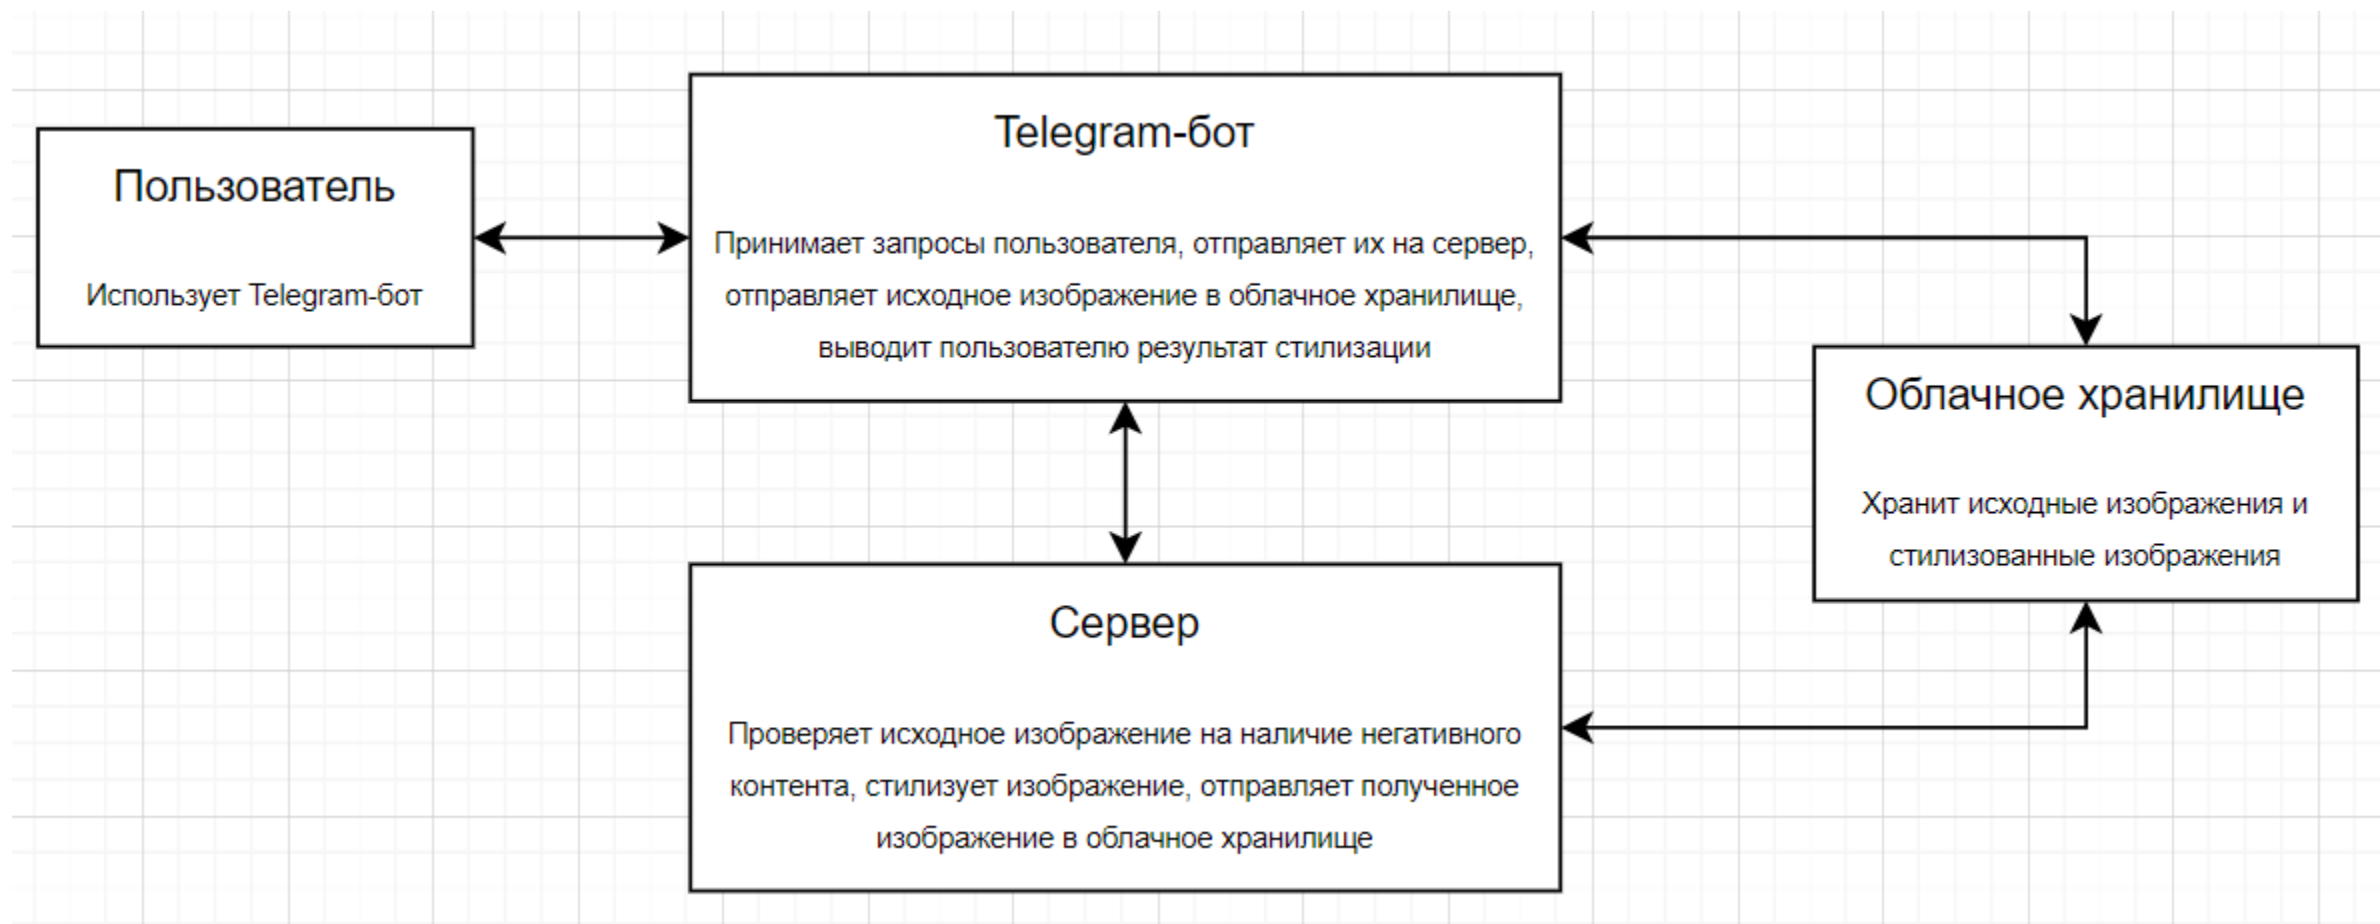 Пользователь
Использует Telegram-бот
Telegram-бот
Принимает запросы пользователя, отправляет их на сервер,
отправляет исходное изображение в облачное хранилище,
выводит пользователю результат стилизации
Облачное хранилище
Хранит исходные изображения и
стилизованные изображения
Сервер
Проверяет исходное изображение на наличие негативного
контента, стилизует изображение, отправляет полученное
изображение в облачное хранилище